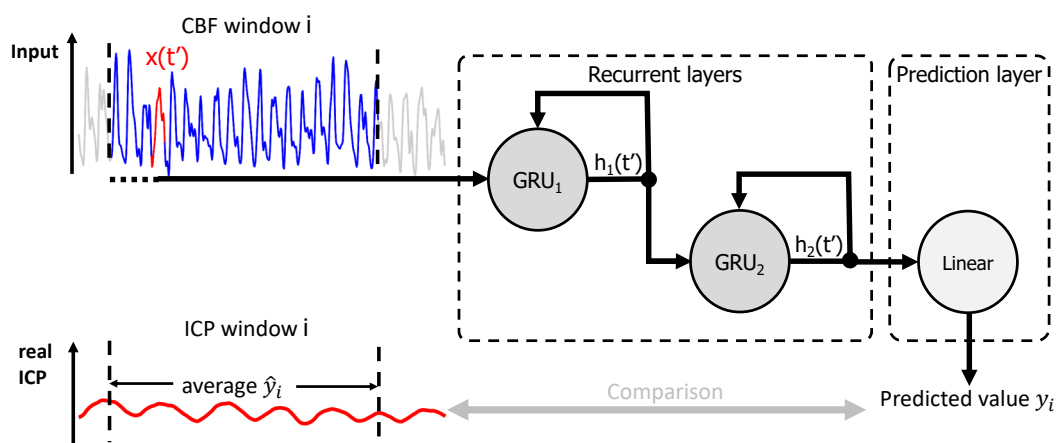 CBF window i
Input
x(t')
Recurrent layers
Prediction layer
GRU₁
h₁(t')
GRU₂
h₂(t')
Linear
ICP window i
real
ICP
average ŷᵢ
Comparison
Predicted value yᵢ